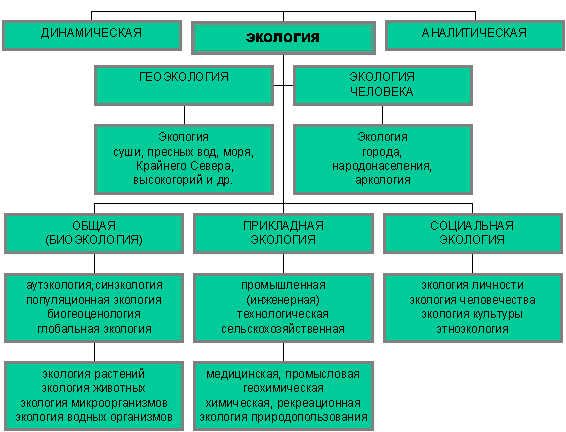 ДИНАМИЧЕСКАЯ
ЭКОЛОГИЯ
АНАЛИТИЧЕСКАЯ
ГЕОЭКОЛОГИЯ
ЭКОЛОГИЯ
ЧЕЛОВЕКА
Экология
суши, пресных вод, моря,
Крайнего Севера,
высокогорий и др.
Экология
города,
народонаселения,
аркология
ОБЩАЯ
(БИОЭКОЛОГИЯ)
ПРИКЛАДНАЯ
ЭКОЛОГИЯ
СОЦИАЛЬНАЯ
ЭКОЛОГИЯ
аутэкология,синэкология
популяционная экология
биогеоценология
глобальная экология
промышленная
(инженерная)
технологическая
сельскохозяйственная
экология личности
экология человечества
экология культуры
этноэкология
экология растений
экология животных
экология микроорганизмов
экология водных организмов
медицинская, промысловая
геохимическая
химическая, рекреационная
экология природопользования